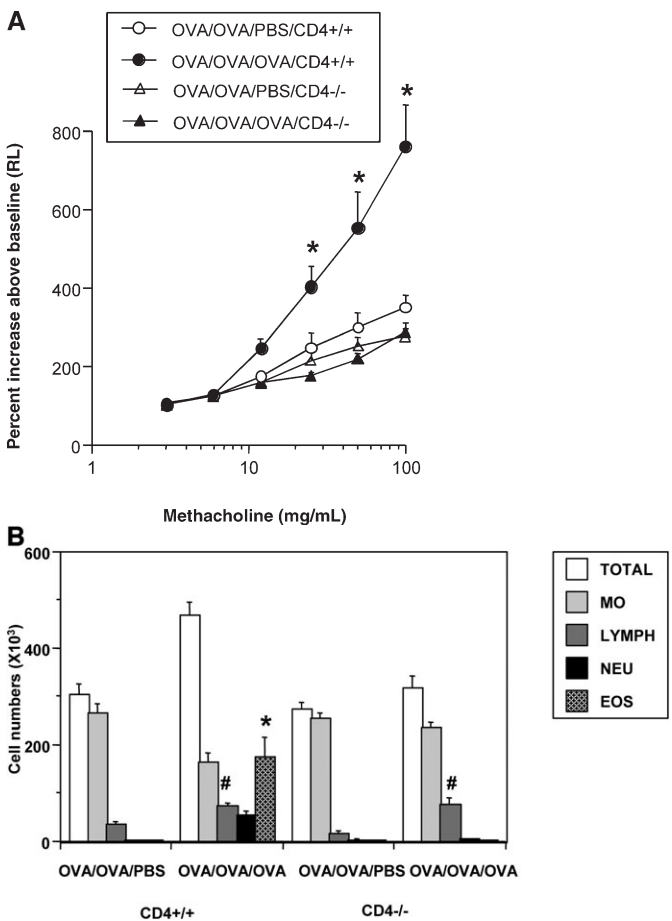 A
OVA/OVA/PBS/CD4+/+
OVA/OVA/OVA/CD4+/+
OVA/OVA/PBS/CD4-/-
OVA/OVA/OVA/CD4-/-
Percent increase above baseline (RL)
800
600
400
200
0
*
*
*
1
10
100
Methacholine (mg/mL)
B
Cell numbers (X10³)
600
400
200
0
#
*
#
TOTAL
MO
LYMPH
NEU
EOS
OVA/OVA/PBS
OVA/OVA/OVA
OVA/OVA/PBS
OVA/OVA/OVA
CD4+/+
CD4-/-